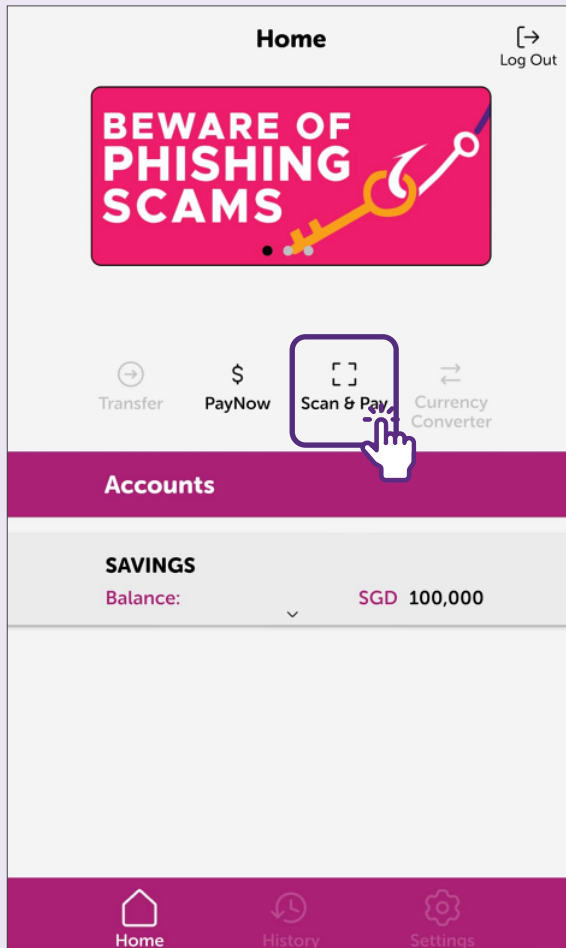 Home
Log Out
BEWARE OF
PHISHING
SCAMS
Transfer
PayNow
Scan & Pay
Currency
Converter
Accounts
SAVINGS
Balance: SGD 100,000
Home History Settings